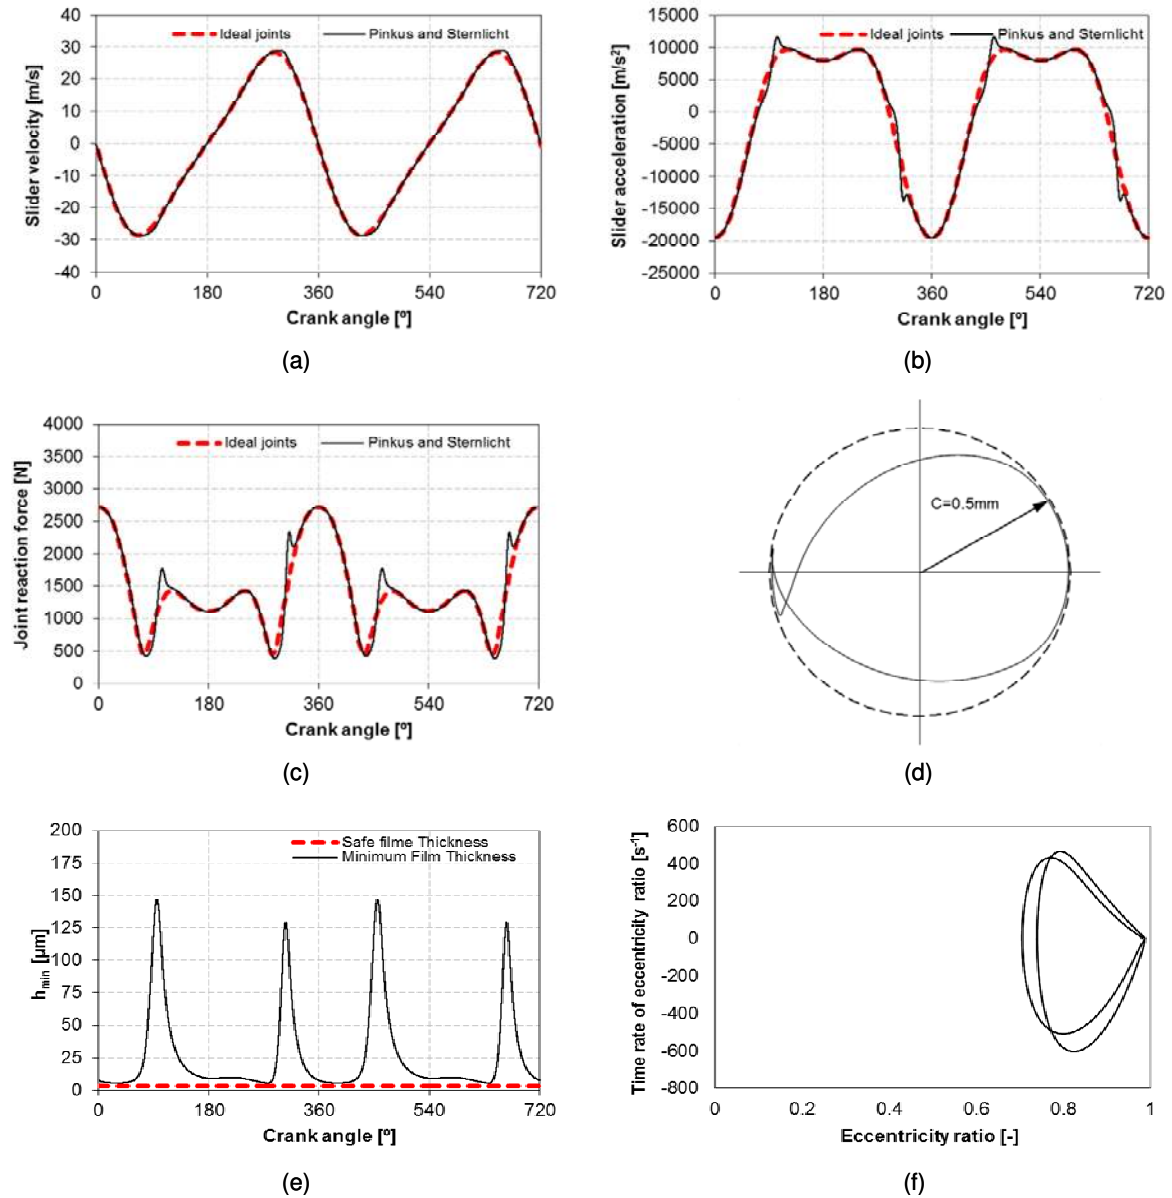 40
30
20
10
0
-10
-20
-30
-40
Slider velocity [m/s]
Ideal joints
Pinkus and Sternlicht
0 180 360 540 720
Crank angle [º]
(a)
15000
10000
5000
0
-5000
-10000
-15000
-20000
-25000
Slider acceleration [m/s²]
Ideal joints
Pinkus and Sternlicht
0 180 360 540 720
Crank angle [º]
(b)
4000
3500
3000
2500
2000
1500
1000
500
0
Joint reaction force [N]
Ideal joints
Pinkus and Sternlicht
0 180 360 540 720
Crank angle [º]
(c)
C=0.5mm
(d)
200
175
150
125
100
75
50
25
0
hmin [µm]
Safe filme Thickness
Minimum Film Thickness
0 180 360 540 720
Crank angle [º]
(e)
600
400
200
0
-200
-400
-600
-800
Time rate of eccentricity ratio [s-1]
0 0.2 0.4 0.6 0.8 1
Eccentricity ratio [-]
(f)